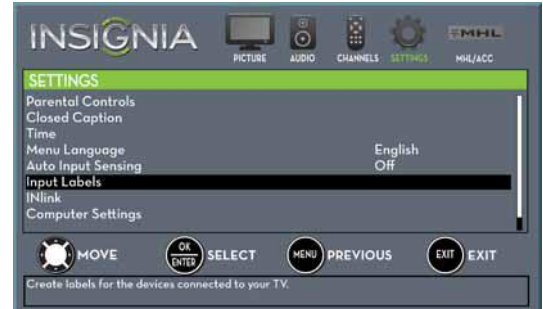 INSIGNIA
PICTURE AUDIO CHANNELS SETTINGS MHL/ACC
MHL
SETTINGS
Parental Controls
Closed Caption
Time
Menu Language English
Auto Input Sensing Off
Input Labels
INlink
Computer Settings
MOVE OK ENTER SELECT MENU PREVIOUS EXIT EXIT
Create labels for the devices connected to your TV.